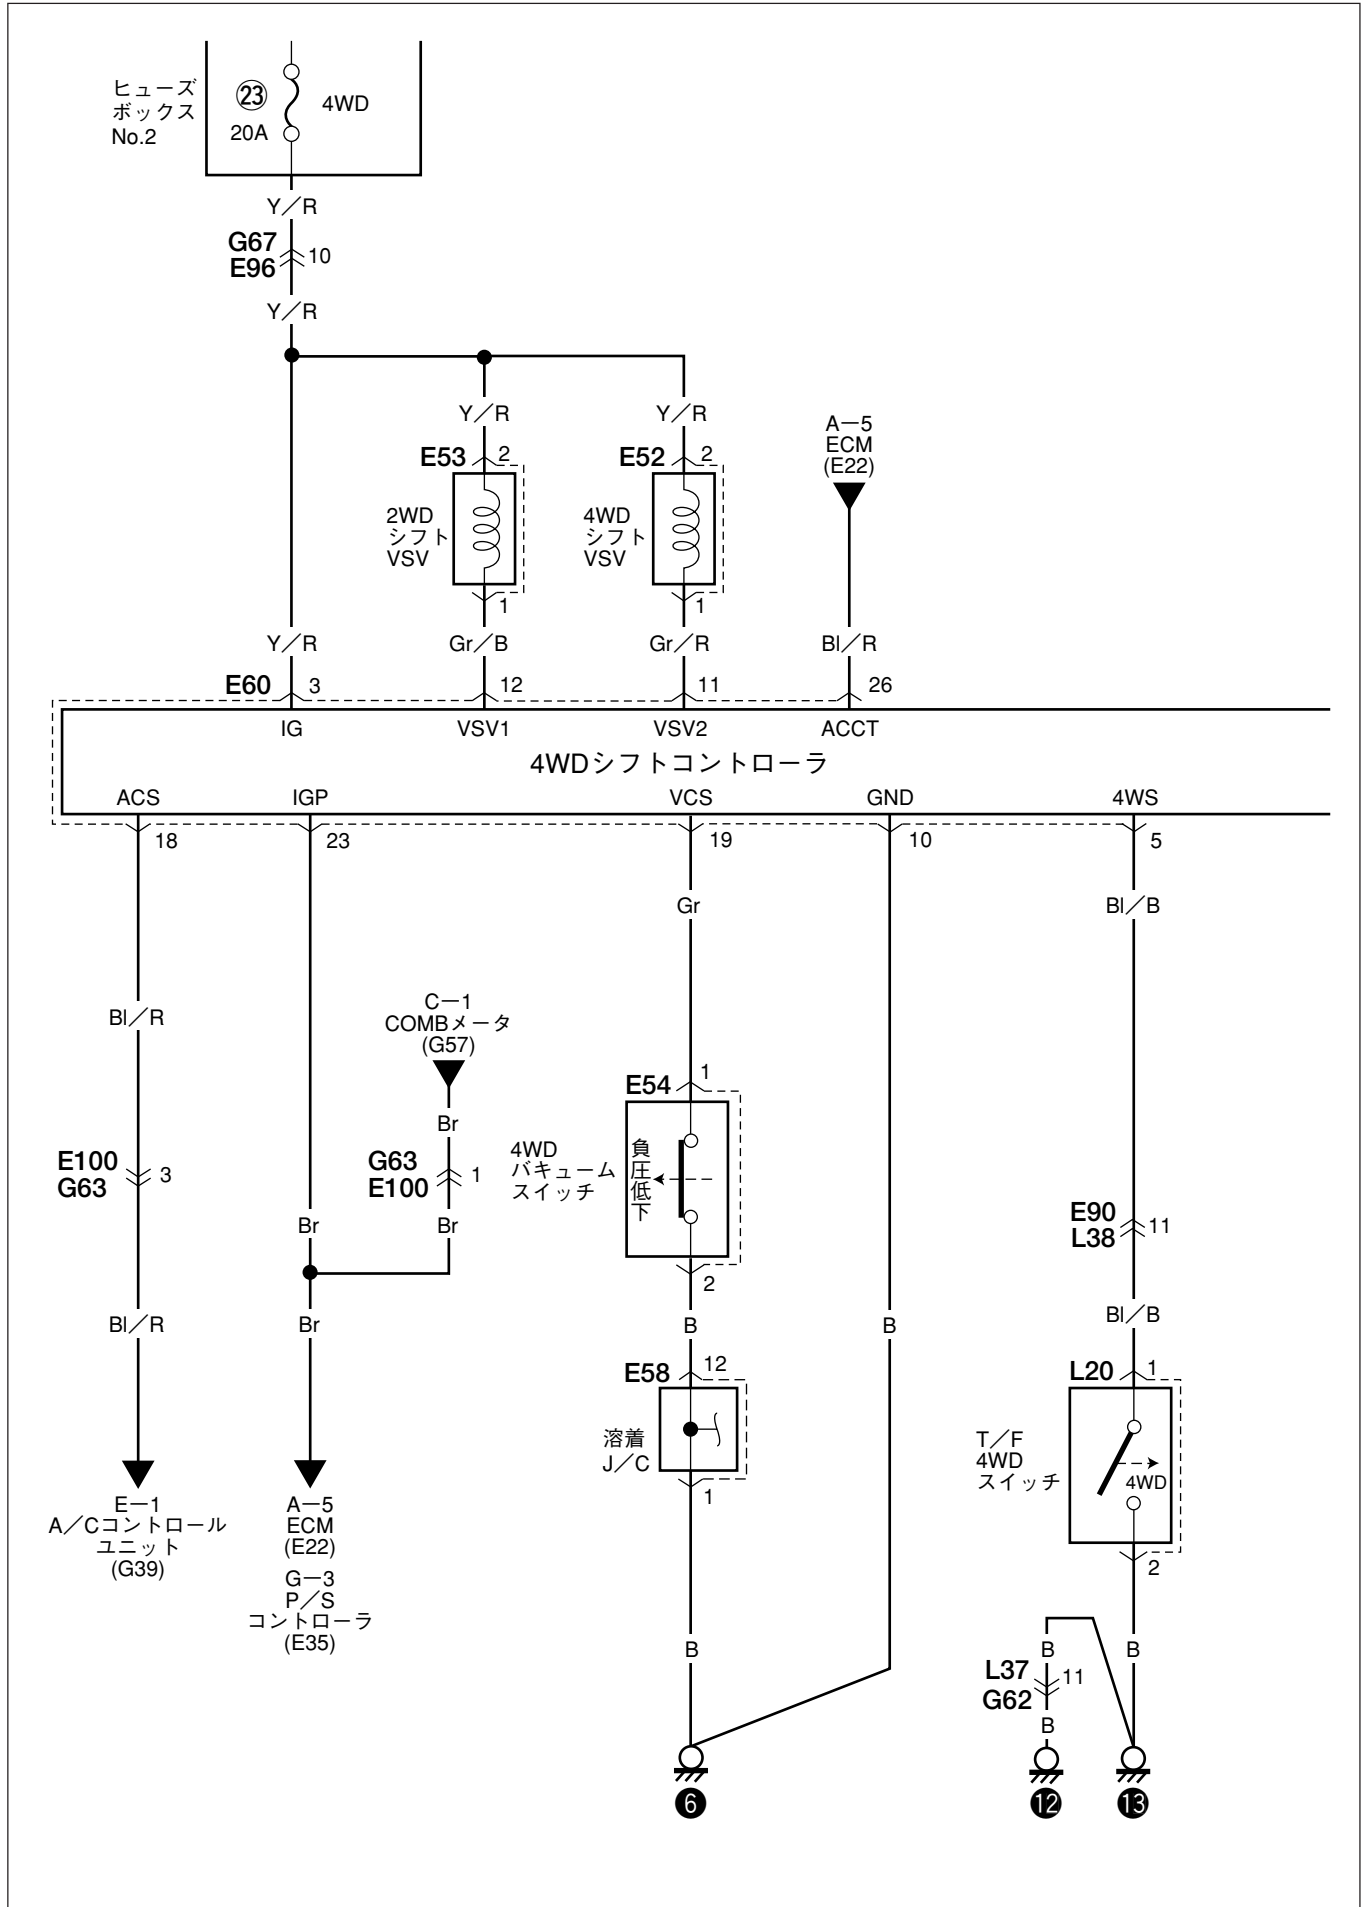 ヒューズ
ボックス
No.2
㉓
20A
4WD
Y／R
G67
E96
10
Y／R
Y／R
Y／R
A－5
ECM
(E22)
E53
2
E52
2
2WD
シフト
VSV
4WD
シフト
VSV
1
1
Y／R
Gr／B
Gr／R
Bl／R
E60
3
12
11
26
IG
VSV1
VSV2
ACCT
4WDシフトコントローラ
ACS
IGP
VCS
GND
4WS
18
23
19
10
5
Gr
Bl／B
Bl／R
C－1
COMBメータ
(G57)
Br
E54
1
4WD
バキューム
スイッチ
負圧低下
E100
G63
3
G63
E100
1
Br
Br
E90
L38
11
2
Bl／R
Br
B
B
Bl／B
E58
12
L20
1
溶着
J／C
1
T／F
4WD
スイッチ
4WD
2
E－1
A／Cコントロール
ユニット
(G39)
A－5
ECM
(E22)
G－3
P／S
コントローラ
(E35)
B
B
B
L37
G62
11
B
❻
⓬
⓭